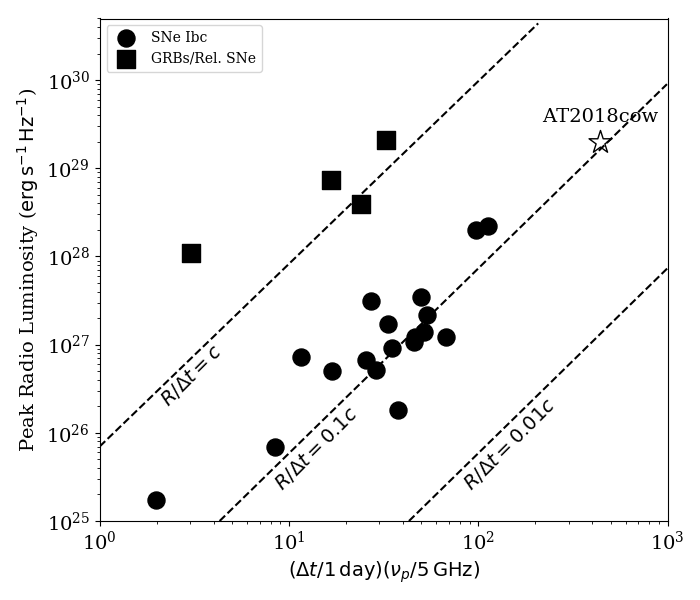 SNe Ibc
GRBs/Rel. SNe
AT2018cow
R/Δt = c
R/Δt = 0.1c
R/Δt = 0.01c
Peak Radio Luminosity (erg s⁻¹ Hz⁻¹)
10³⁰
10²⁹
10²⁸
10²⁷
10²⁶
10²⁵
10⁰ 10¹ 10² 10³
(Δt/1 day)(νₚ/5 GHz)